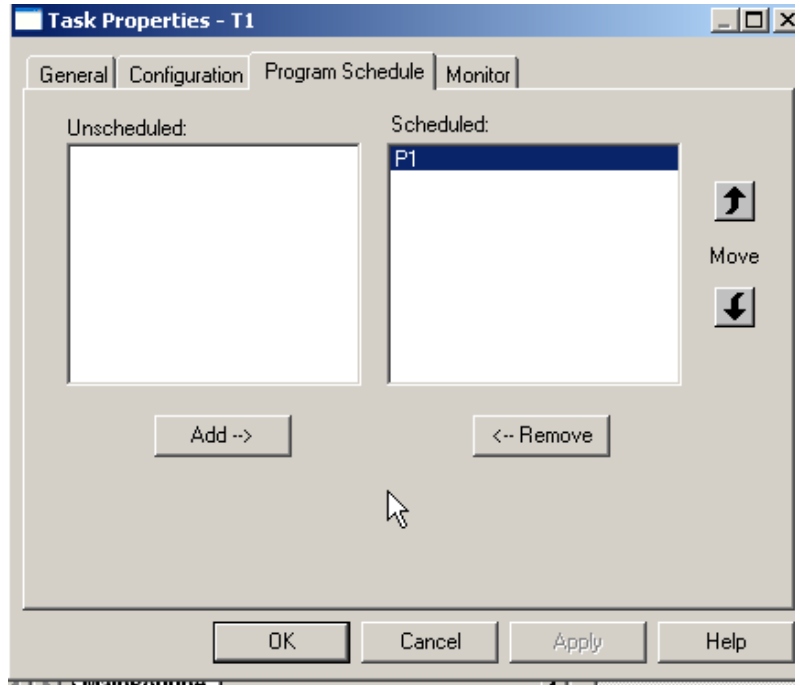 Task Properties - T1
General Configuration Program Schedule Monitor
Unscheduled:
Scheduled:
P1
Move
Add -->
<-- Remove
OK Cancel Apply Help